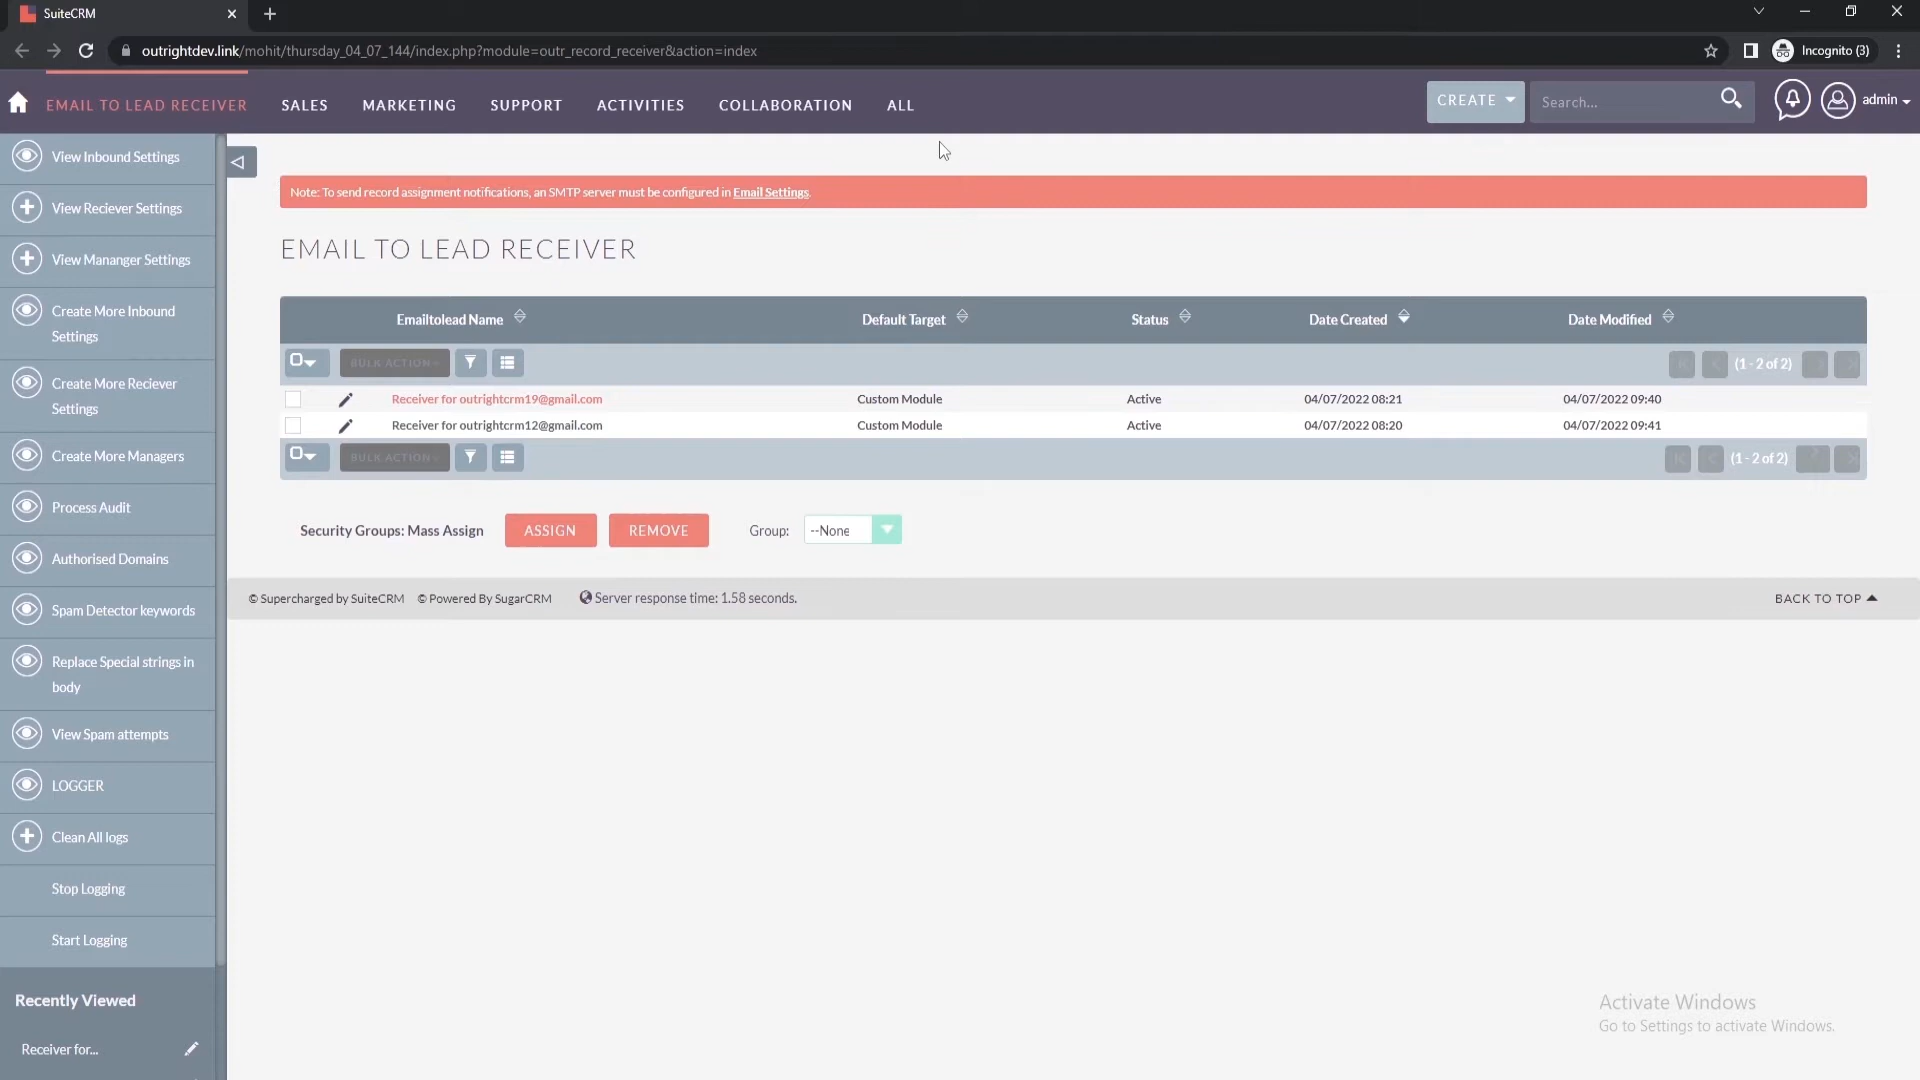 SuiteCRM
outrightdev.link/mohit/thursday_04_07_144/index.php?module=outr_record_receiver&action=index
Incognito (3)
EMAIL TO LEAD RECEIVER
SALES
MARKETING
SUPPORT
ACTIVITIES
COLLABORATION
ALL
CREATE
Search...
admin
View Inbound Settings
View Reciever Settings
View Mananger Settings
Create More Inbound
Settings
Create More Reciever
Settings
Create More Managers
Process Audit
Authorised Domains
Spam Detector keywords
Replace Special strings in
body
View Spam attempts
LOGGER
Clean All logs
Stop Logging
Start Logging
Recently Viewed
Receiver for...
Note: To send record assignment notifications, an SMTP server must be configured in Email Settings.
EMAIL TO LEAD RECEIVER
Emailtolead Name Default Target Status Date Created Date Modified
BULK ACTION (1 - 2 of 2)
Receiver for outrightcrm19@gmail.com Custom Module Active 04/07/2022 08:21 04/07/2022 09:40
Receiver for outrightcrm12@gmail.com Custom Module Active 04/07/2022 08:20 04/07/2022 09:41
BULK ACTION (1 - 2 of 2)
Security Groups: Mass Assign ASSIGN REMOVE Group: --None
© Supercharged by SuiteCRM © Powered By SugarCRM Server response time: 1.58 seconds. BACK TO TOP
Activate Windows
Go to Settings to activate Windows.